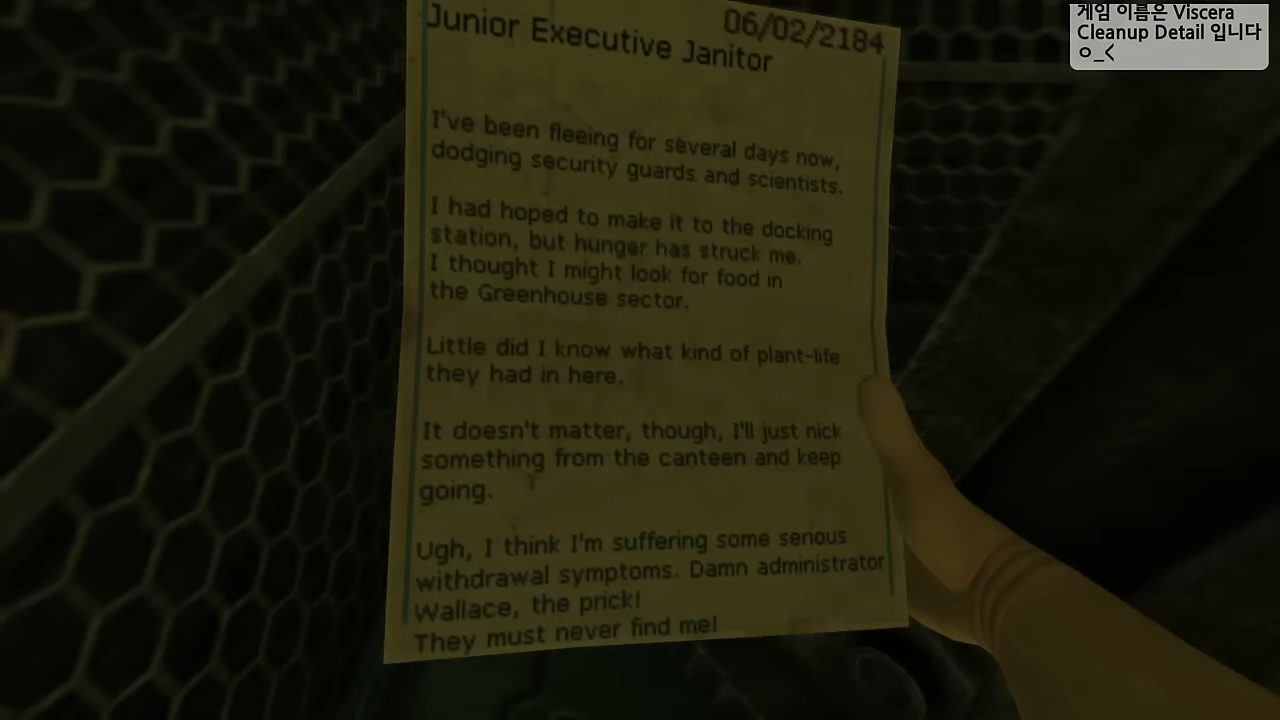 06/02/2184
Junior Executive Janitor
I've been fleeing for several days now,
dodging security guards and scientists.
I had hoped to make it to the docking
station, but hunger has struck me.
I thought I might look for food in
the Greenhouse sector.
Little did I know what kind of plant-life
they had in here.
It doesn't matter, though, I'll just nick
something from the canteen and keep
going.
Ugh, I think I'm suffering some serious
withdrawal symptoms. Damn administrator
Wallace, the prick!
They must never find me!
게임 이름은 Viscera
Cleanup Detail 입니다
ㅇ_<